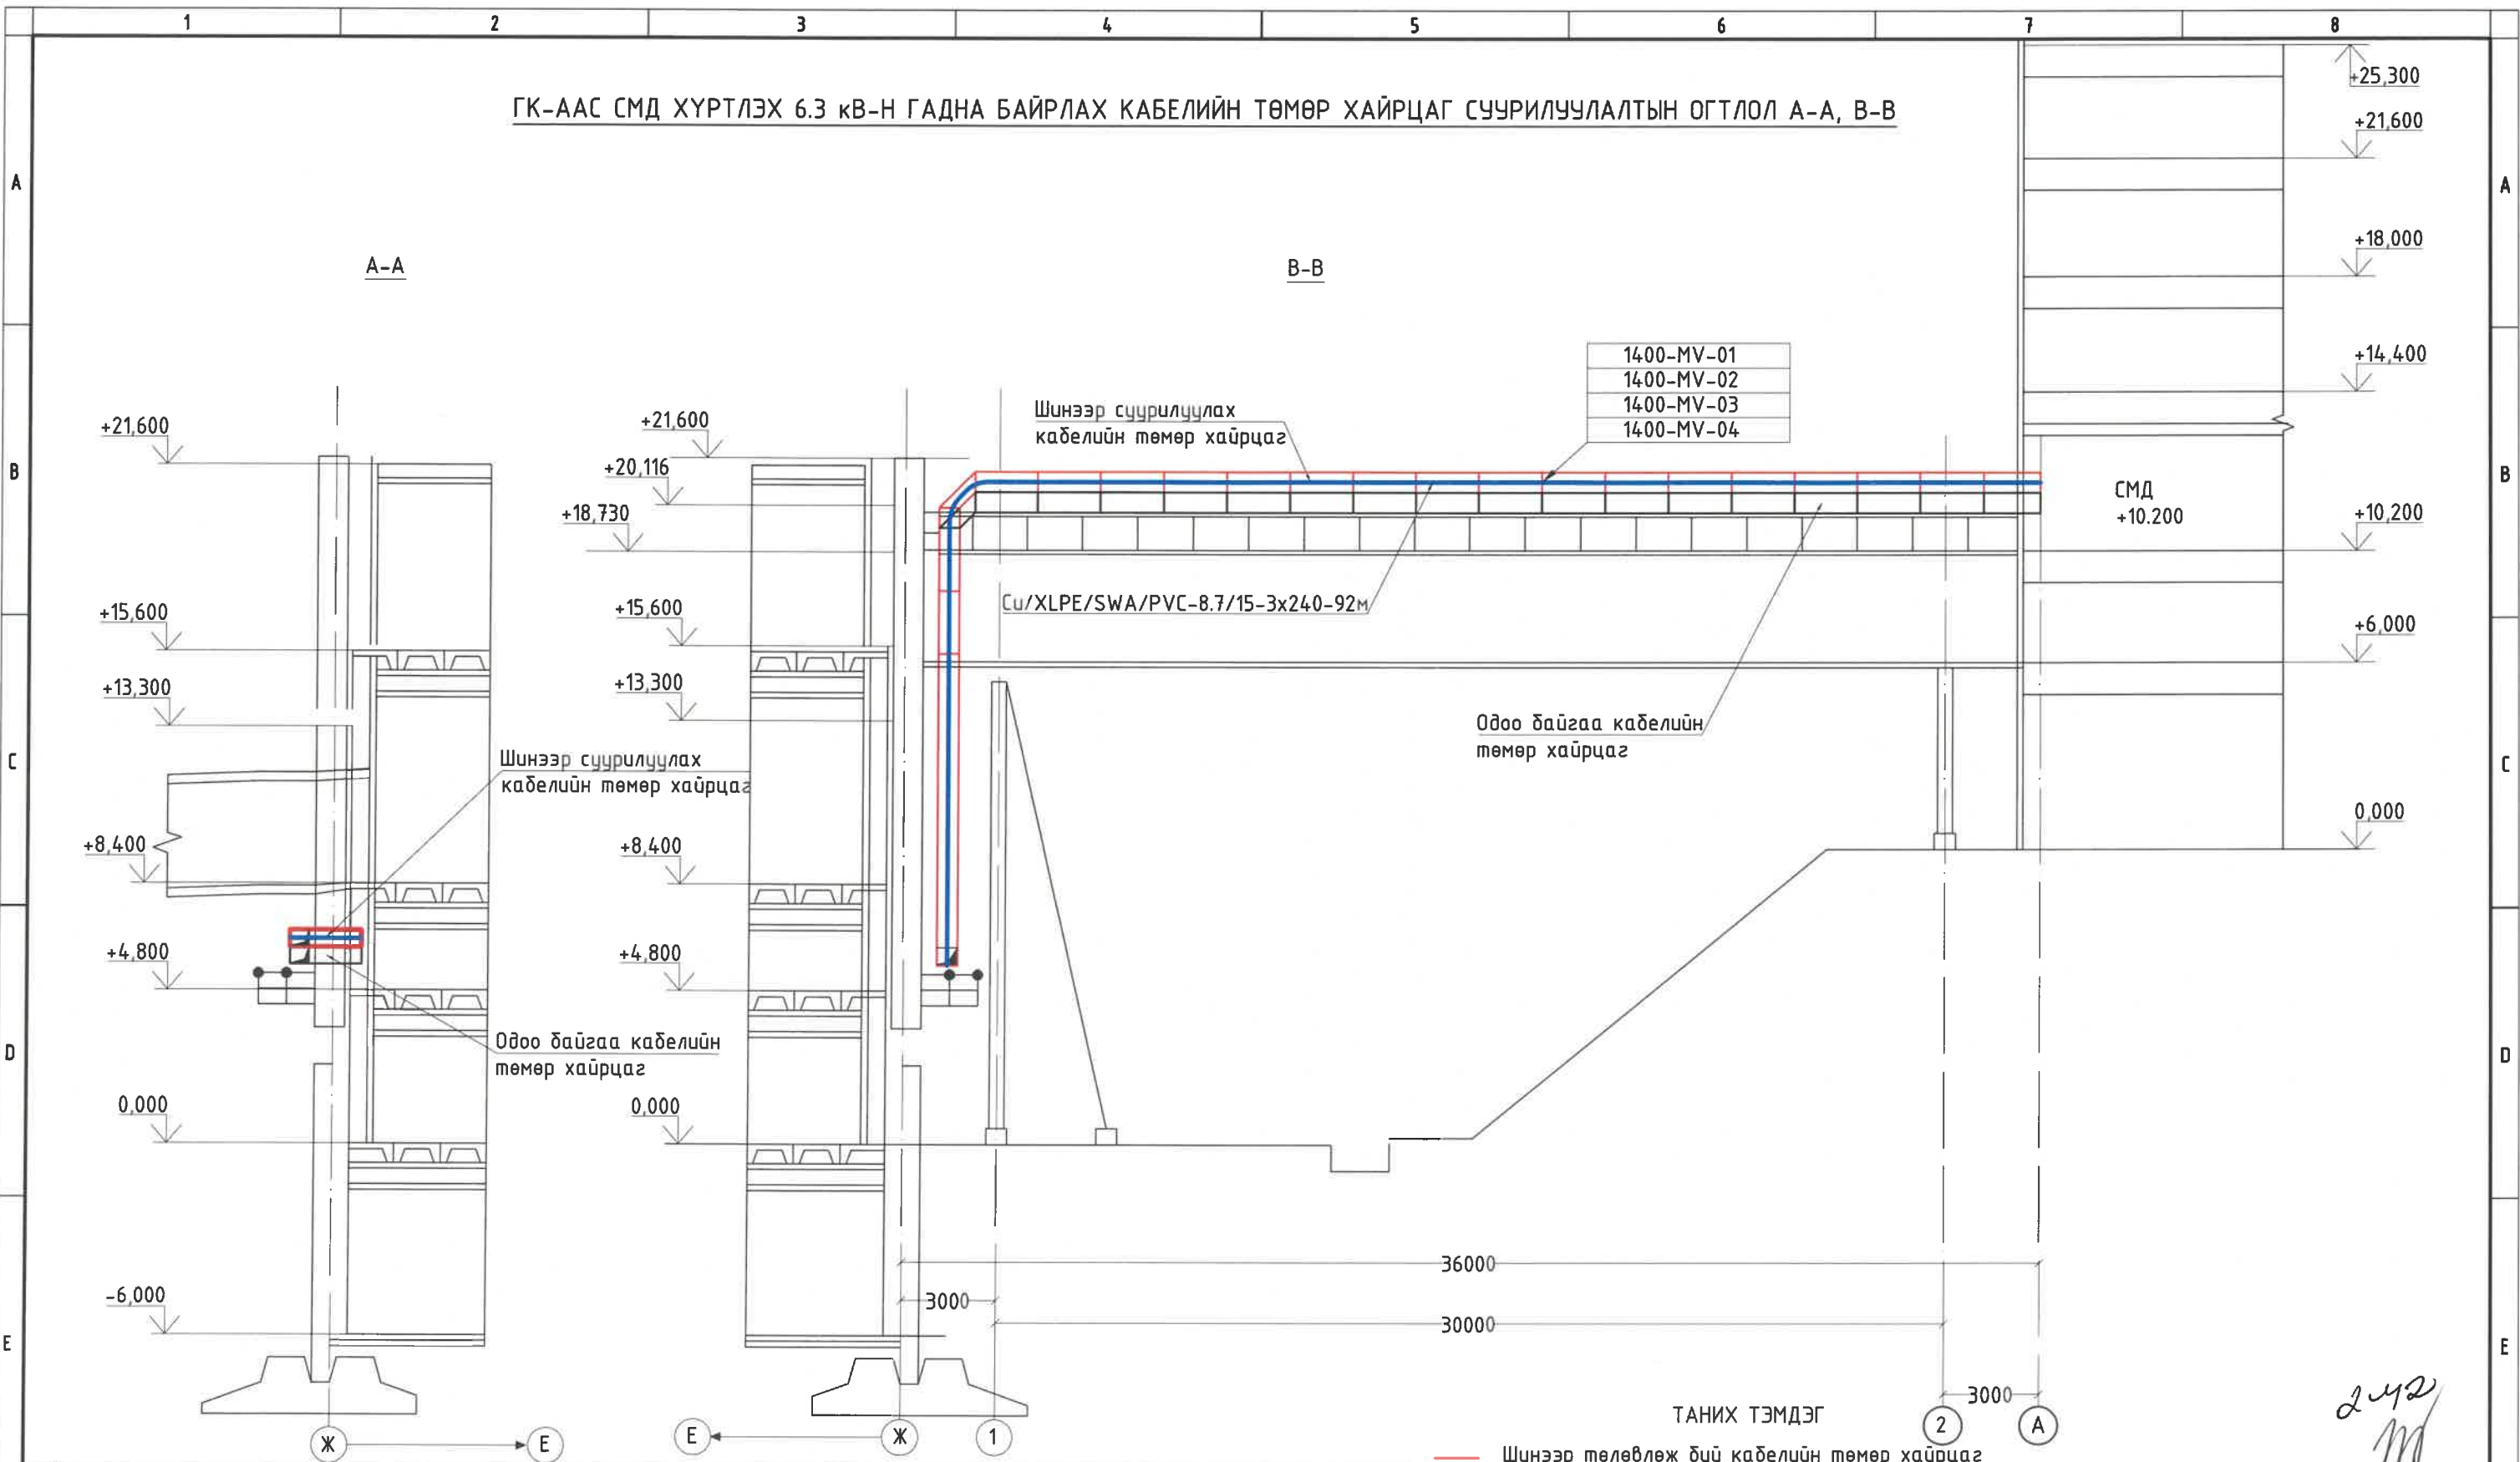 1 2 3 4 5 6 7 8
ГК-ААС СМД ХҮРТЛЭХ 6.3 кВ-Н ГАДНА БАЙРЛАХ КАБЕЛИЙН ТӨМӨР ХАЙРЦАГ СУУРИЛУУЛАЛТЫН ОГТЛОЛ А-А, В-В
А-А
В-В
A
B
C
D
E
+21,600
+15,600
+13,300
+8,400
+4,800
0,000
-6,000
Шинээр суурилуулах
кабелийн төмөр хайрцаг
Одоо байгаа кабелийн
төмөр хайрцаг
Ж
Е
+21,600
+20,116
+18,730
+15,600
+13,300
+8,400
+4,800
0,000
Шинээр суурилуулах
кабелийн төмөр хайрцаг
1400-MV-01
1400-MV-02
1400-MV-03
1400-MV-04
Cu/XLPE/SWA/PVC-8.7/15-3x240-92м
Одоо байгаа кабелийн
төмөр хайрцаг
СМД
+10.200
+25,300
+21,600
+18,000
+14,400
+10,200
+6,000
0,000
36000
3000
30000
3000
Е
Ж
1
2
А
ТАНИХ ТЭМДЭГ
Шинээр төлөвлөж буй кабелийн төмөр хайрцаг
A
B
C
D
E